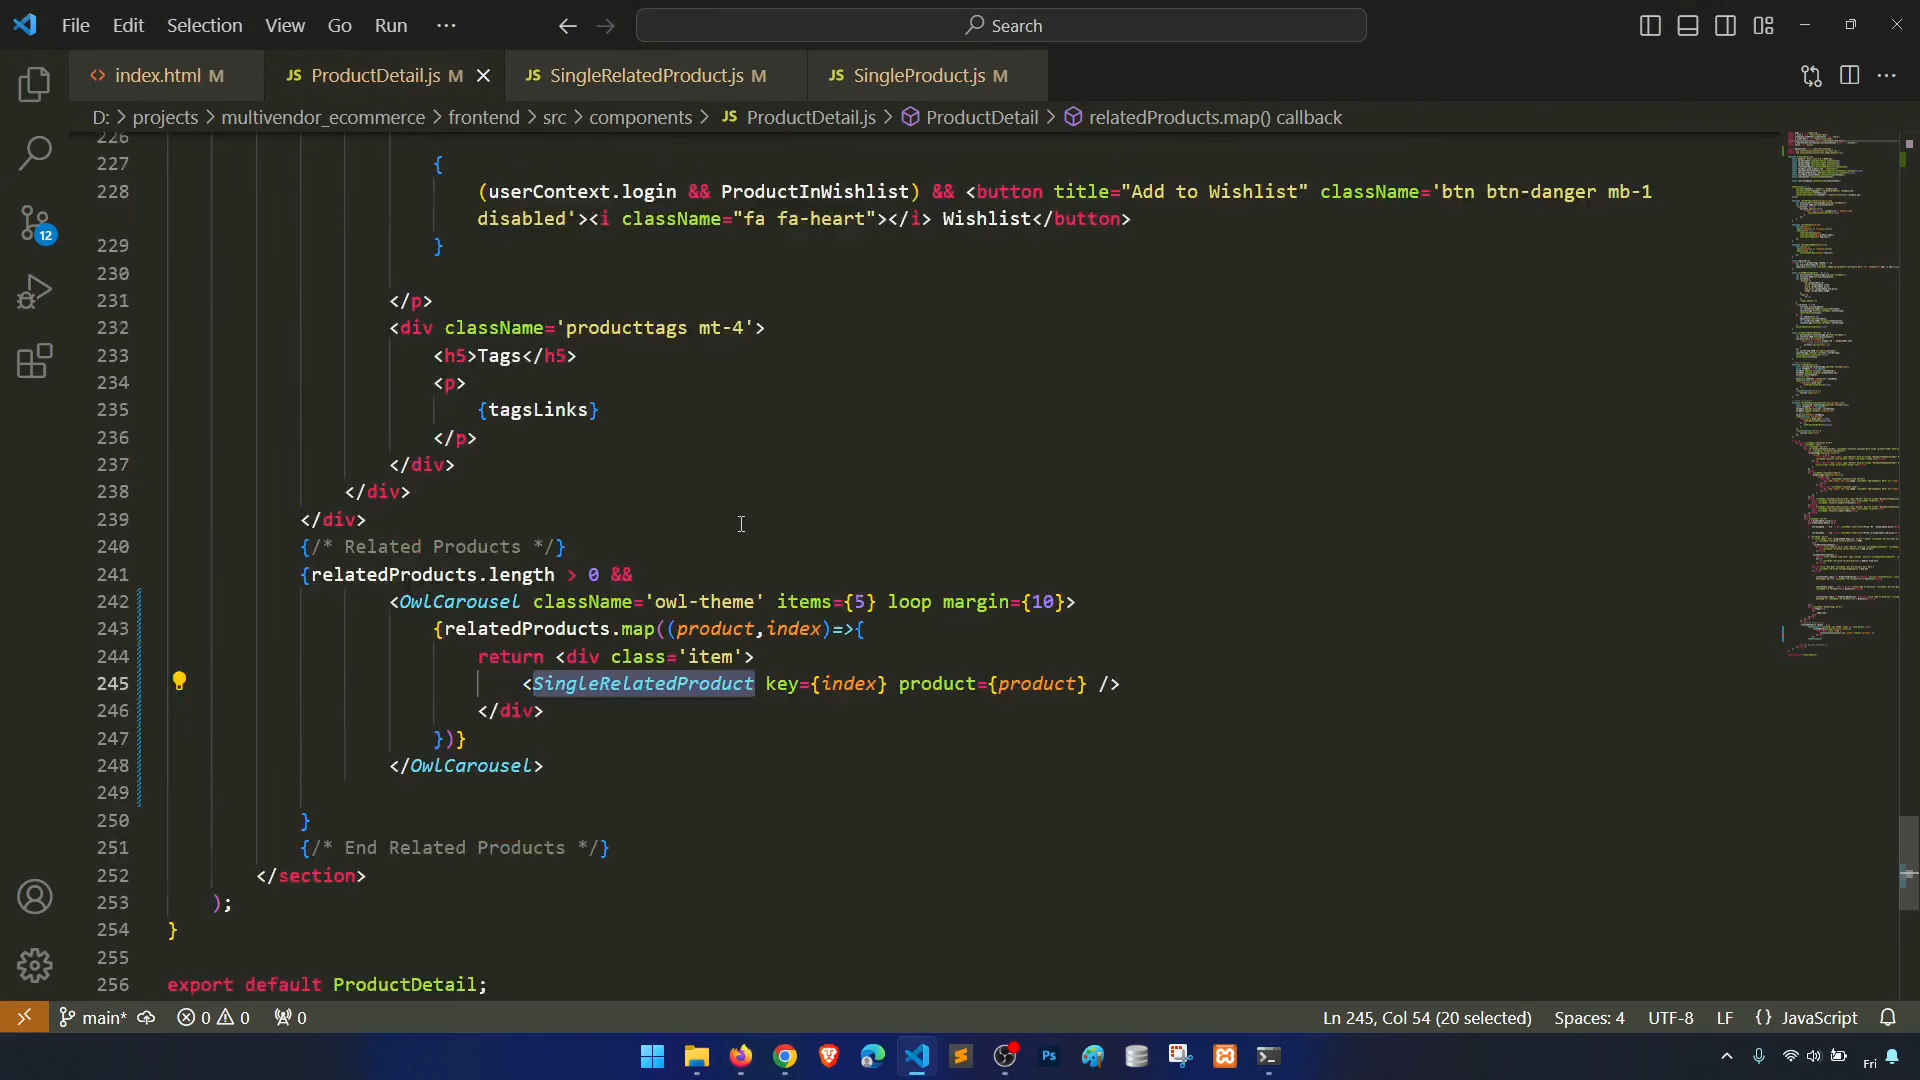 File Edit Selection View Go Run ··· Search
index.html M JS ProductDetail.js M JS SingleRelatedProduct.js M JS SingleProduct.js M
D: > projects > multivendor_ecommerce > frontend > src > components > JS ProductDetail.js > ProductDetail > relatedProducts.map() callback
226
227 {
228 (userContext.login && ProductInWishlist) && <button title="Add to Wishlist" className='btn btn-danger mb-1
disabled'><i className="fa fa-heart"></i> Wishlist</button>
229 }
230
231 </p>
232 <div className='producttags mt-4'>
233 <h5>Tags</h5>
234 <p>
235 {tagsLinks}
236 </p>
237 </div>
238 </div>
239 </div>
240 {/* Related Products */}
241 {relatedProducts.length > 0 &&
242 <OwlCarousel className='owl-theme' items={5} loop margin={10}>
243 {relatedProducts.map((product,index)=>{
244 return <div class='item'>
245 <SingleRelatedProduct key={index} product={product} />
246 </div>
247 })}
248 </OwlCarousel>
249
250 }
251 {/* End Related Products */}
252 </section>
253 );
254 }
255
256 export default ProductDetail;
12
main* 0 0 0 Ln 245, Col 54 (20 selected) Spaces: 4 UTF-8 LF {} JavaScript
Ps Fri